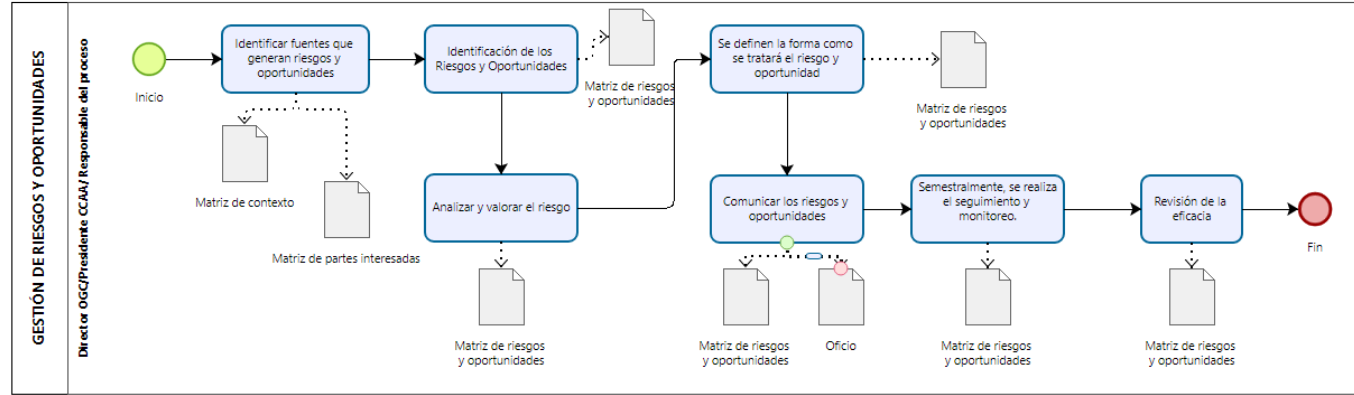 GESTIÓN DE RIESGOS Y OPORTUNIDADES
Director OGC/Presidente CCAA/ Responsable del proceso
Inicio
Identificar fuentes que
generan riesgos y
oportunidades
Matriz de contexto
Matriz de partes interesadas
Identificación de los
Riesgos y Oportunidades
Matriz de riesgos
y oportunidades
Analizar y valorar el riesgo
Matriz de riesgos
y oportunidades
Se definen la forma como
se tratará el riesgo y
oportunidad
Matriz de riesgos
y oportunidades
Comunicar los riesgos y
oportunidades
Matriz de riesgos
y oportunidades
Oficio
Semestralmente, se realiza
el seguimiento y
monitoreo.
Matriz de riesgos
y oportunidades
Revisión de la
eficacia
Matriz de riesgos
y oportunidades
Fin